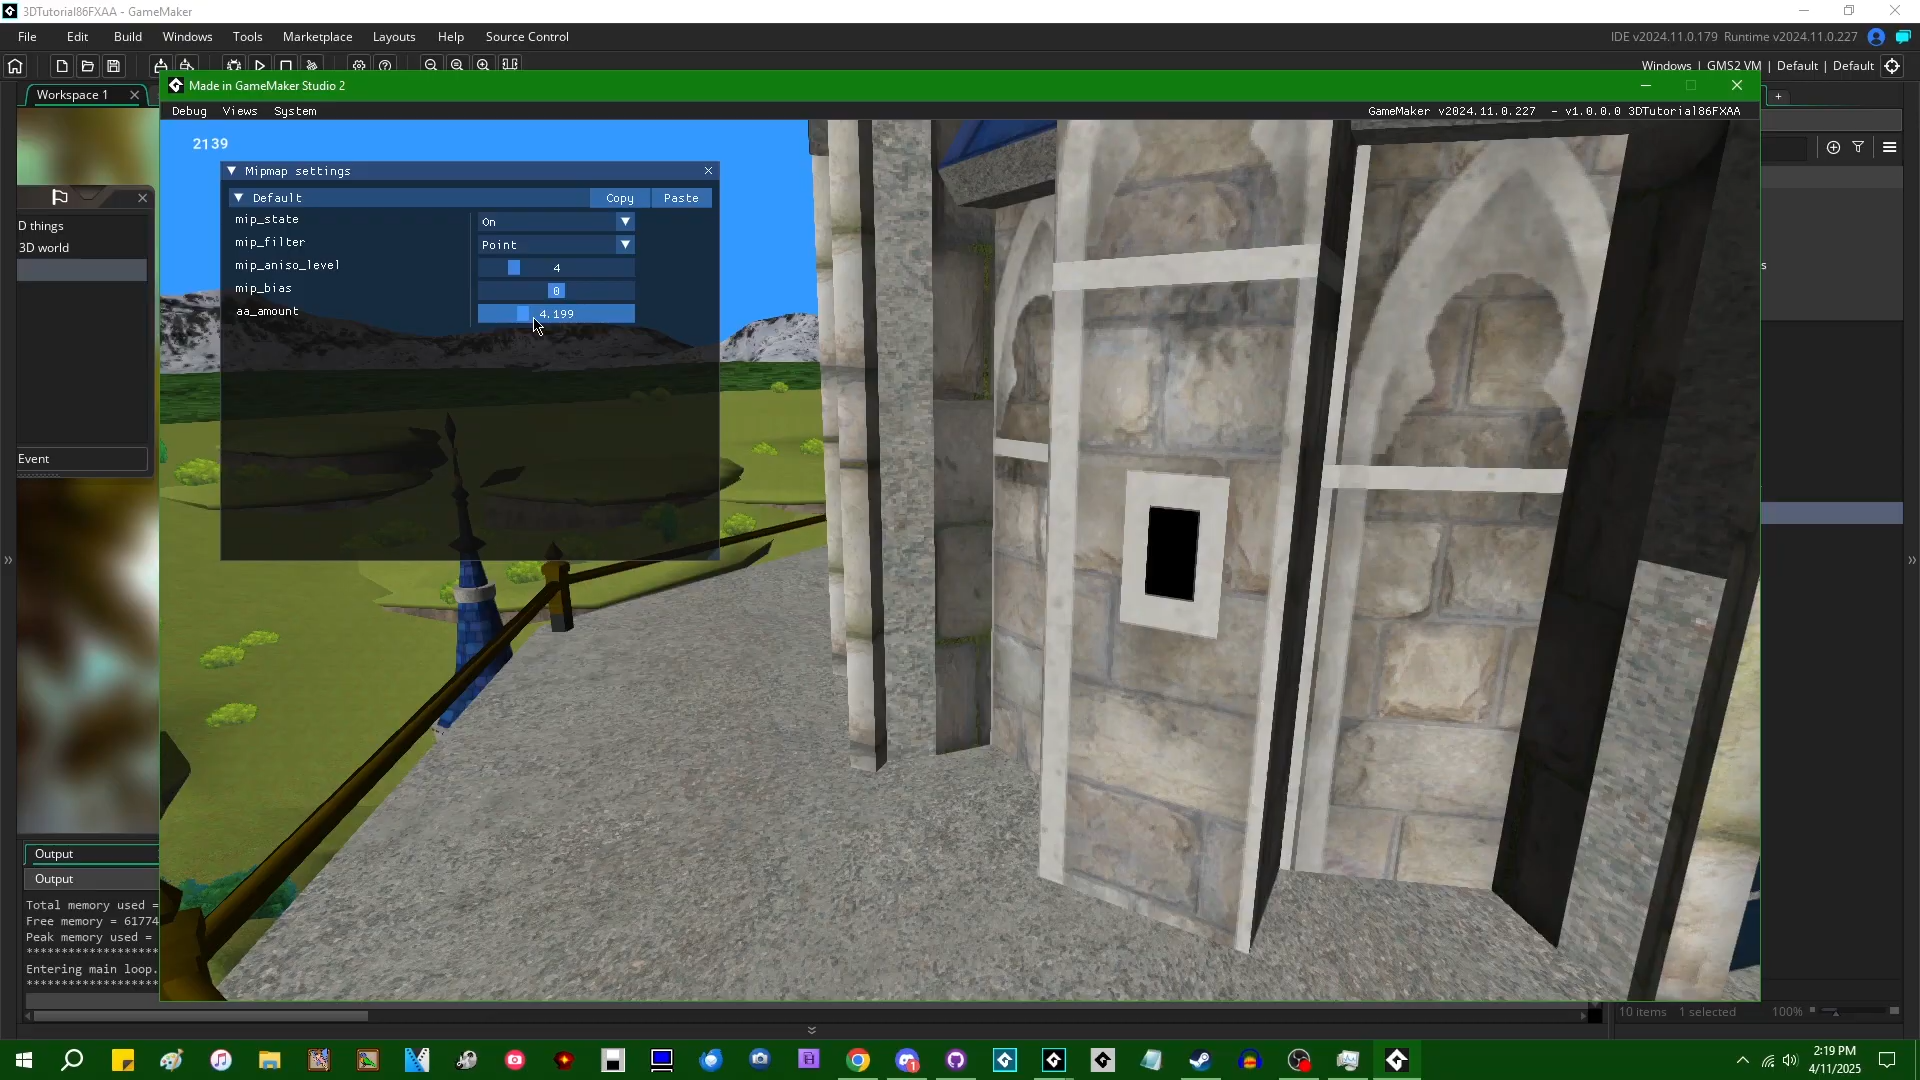 3DTutorial86FXAA - GameMaker
File Edit Build Windows Tools Marketplace Layouts Help Source Control
IDE v2024.11.0.179 Runtime v2024.11.0.227
Windows | GMS2 VM | Default | Default
Workspace 1
Made in GameMaker Studio 2
Debug Views System
GameMaker v2024.11.0.227 - v1.0.0.0 3DTutorial86FXAA
2139
Mipmap settings
Default Copy Paste
mip_state On
mip_filter Point
mip_aniso_level 4
mip_bias 0
aa_amount 4.199
D things
3D world
Event
Output
Output
Total memory used =
Free memory = 61774
Peak memory used =
**********************
Entering main loop.
**********************
10 items 1 selected 100%
2:19 PM
4/11/2025